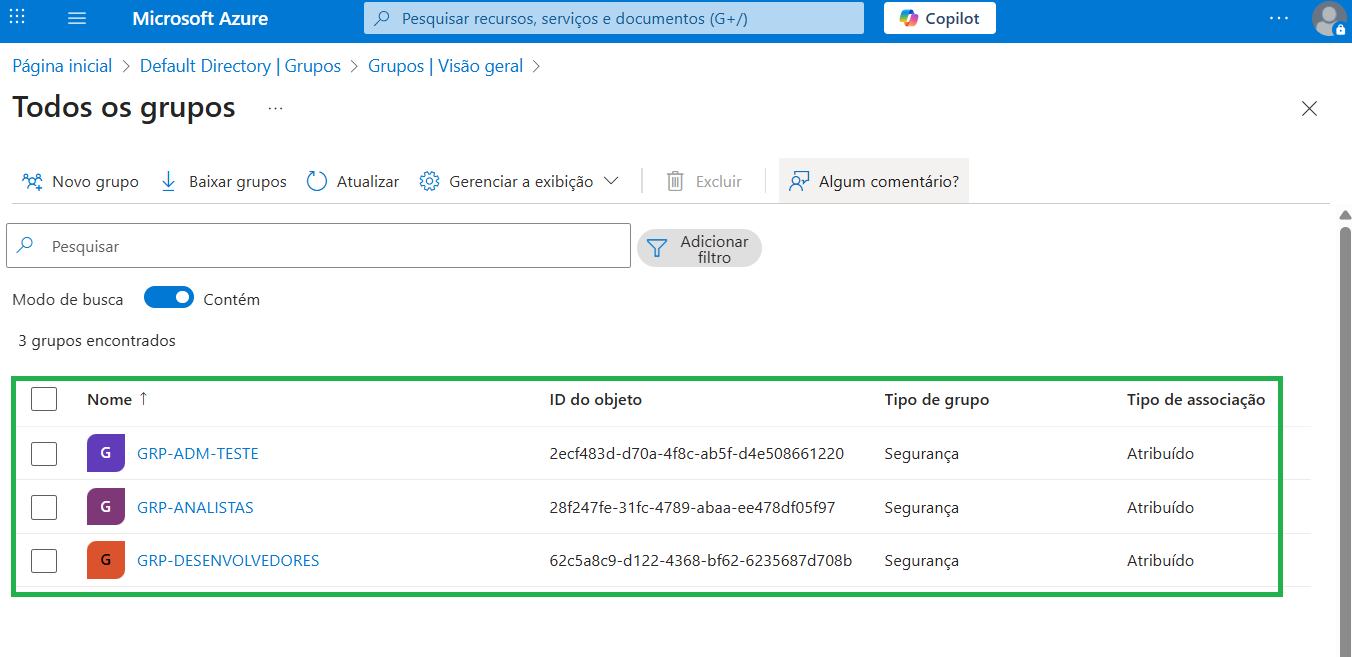 Microsoft Azure
Pesquisar recursos, serviços e documentos (G+/)
Copilot
Página inicial > Default Directory | Grupos > Grupos | Visão geral >
Todos os grupos ...
Novo grupo
Baixar grupos
Atualizar
Gerenciar a exibição
Excluir
Algum comentário?
Pesquisar
Adicionar
filtro
Modo de busca
Contém
3 grupos encontrados
Nome ↑ ID do objeto Tipo de grupo Tipo de associação
G GRP-ADM-TESTE 2ecf483d-d70a-4f8c-ab5f-d4e508661220 Segurança Atribuído
G GRP-ANALISTAS 28f247fe-31fc-4789-abaa-ee478df05f97 Segurança Atribuído
G GRP-DESENVOLVEDORES 62c5a8c9-d122-4368-bf62-6235687d708b Segurança Atribuído